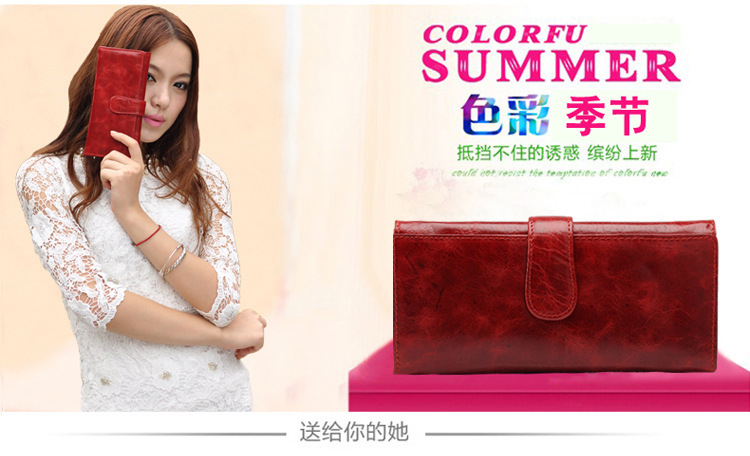 COLORFU
SUMMER
色彩 季节
抵挡不住的诱惑 缤纷上新
could not resist the temptation of colorfu new
送给你的她